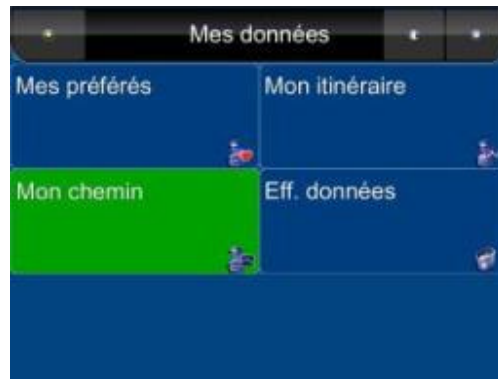 Mes données
Mes préférés
Mon itinéraire
Mon chemin
Eff. données